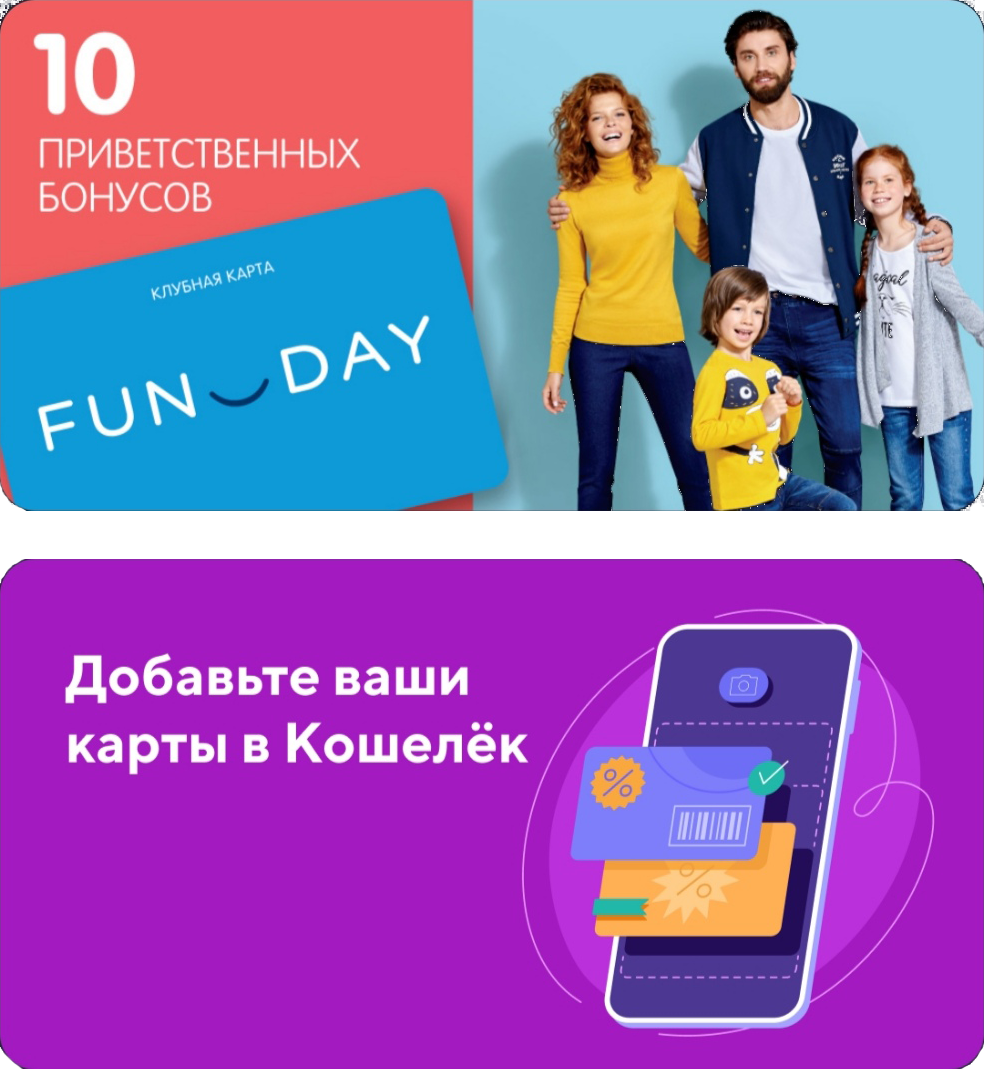 10
ПРИВЕТСТВЕННЫХ
БОНУСОВ
КЛУБНАЯ КАРТА
FUN DAY
Добавьте ваши
карты в Кошелёк